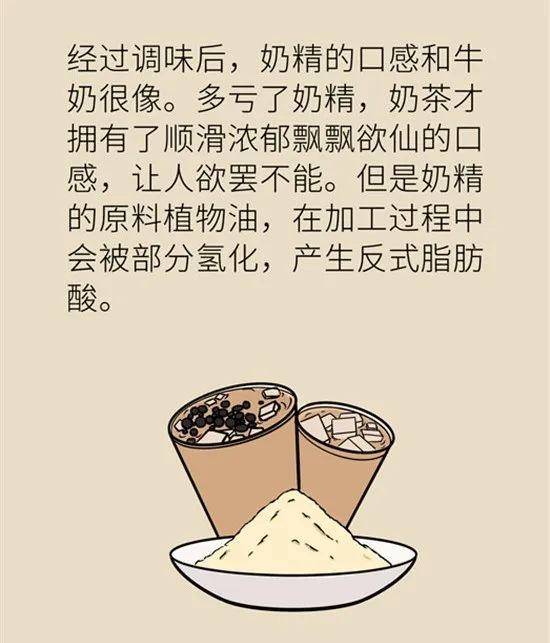 经过调味后，奶精的口感和牛
奶很像。多亏了奶精，奶茶才
拥有了顺滑浓郁飘飘欲仙的口
感，让人欲罢不能。但是奶精
的原料植物油，在加工过程中
会被部分氢化，产生反式脂肪
酸。